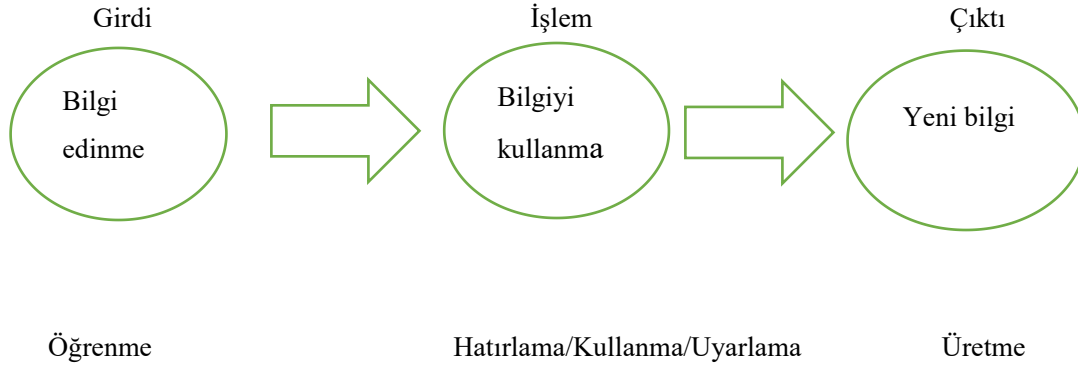 Girdi
İşlem
Çıktı
Bilgi
edinme
Bilgiyi
kullanma
Yeni bilgi
Öğrenme
Hatırlama/Kullanma/Uyarlama
Üretme